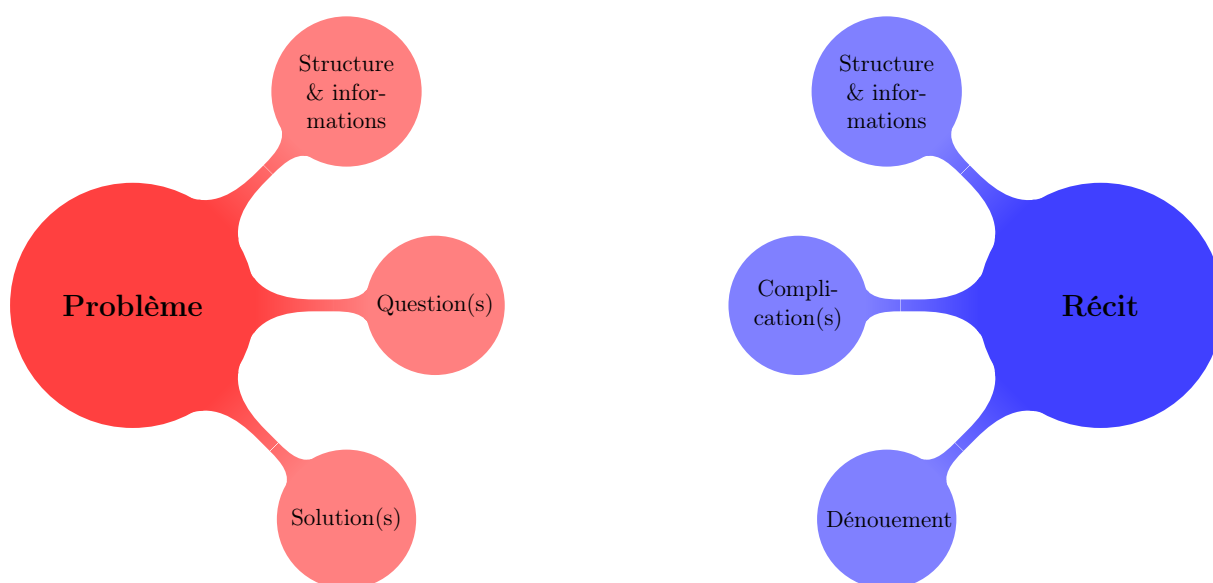 Structure
& infor-
mations
Problème
Question(s)
Solution(s)
Structure
& infor-
mations
Compli-
cation(s)
Récit
Dénouement